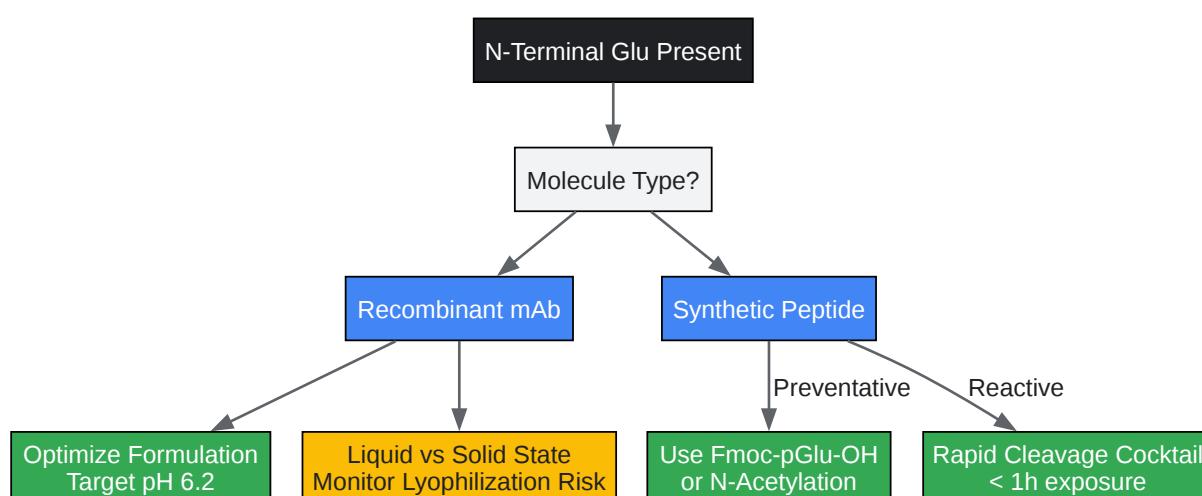 N-Terminal Glu Present
Molecule Type?
Recombinant mAb
Synthetic Peptide
Preventative
Reactive
Optimize Formulation
Target pH 6.2
Liquid vs Solid State
Monitor Lyophilization Risk
Use Fmoc-pGlu-OH
or N-Acetylation
Rapid Cleavage Cocktail
< 1h exposure